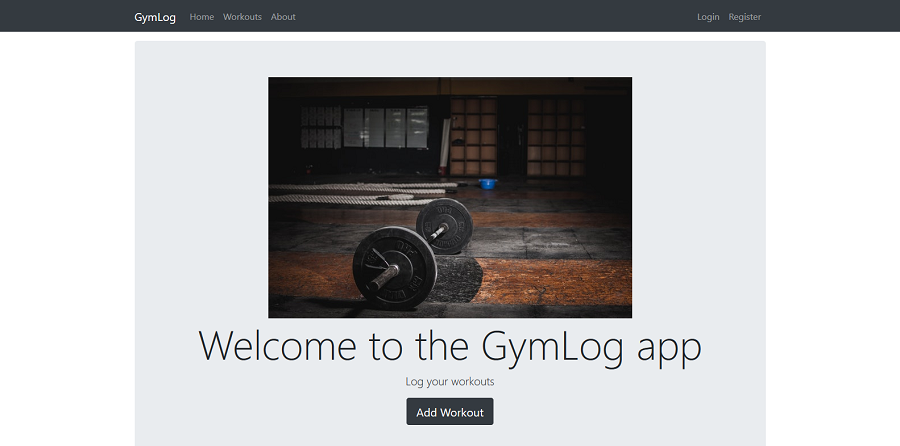 GymLog Home Workouts About Login Register
Welcome to the GymLog app
Log your workouts
Add Workout